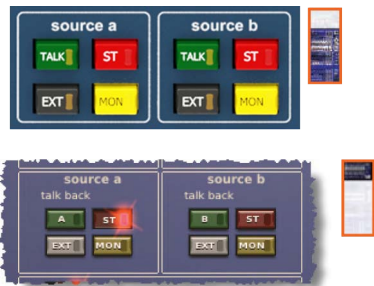 source a source b
TALK ST TALK ST
EXT MON EXT MON
source a source b
talk back talk back
A ST B ST
EXT MON EXT MON